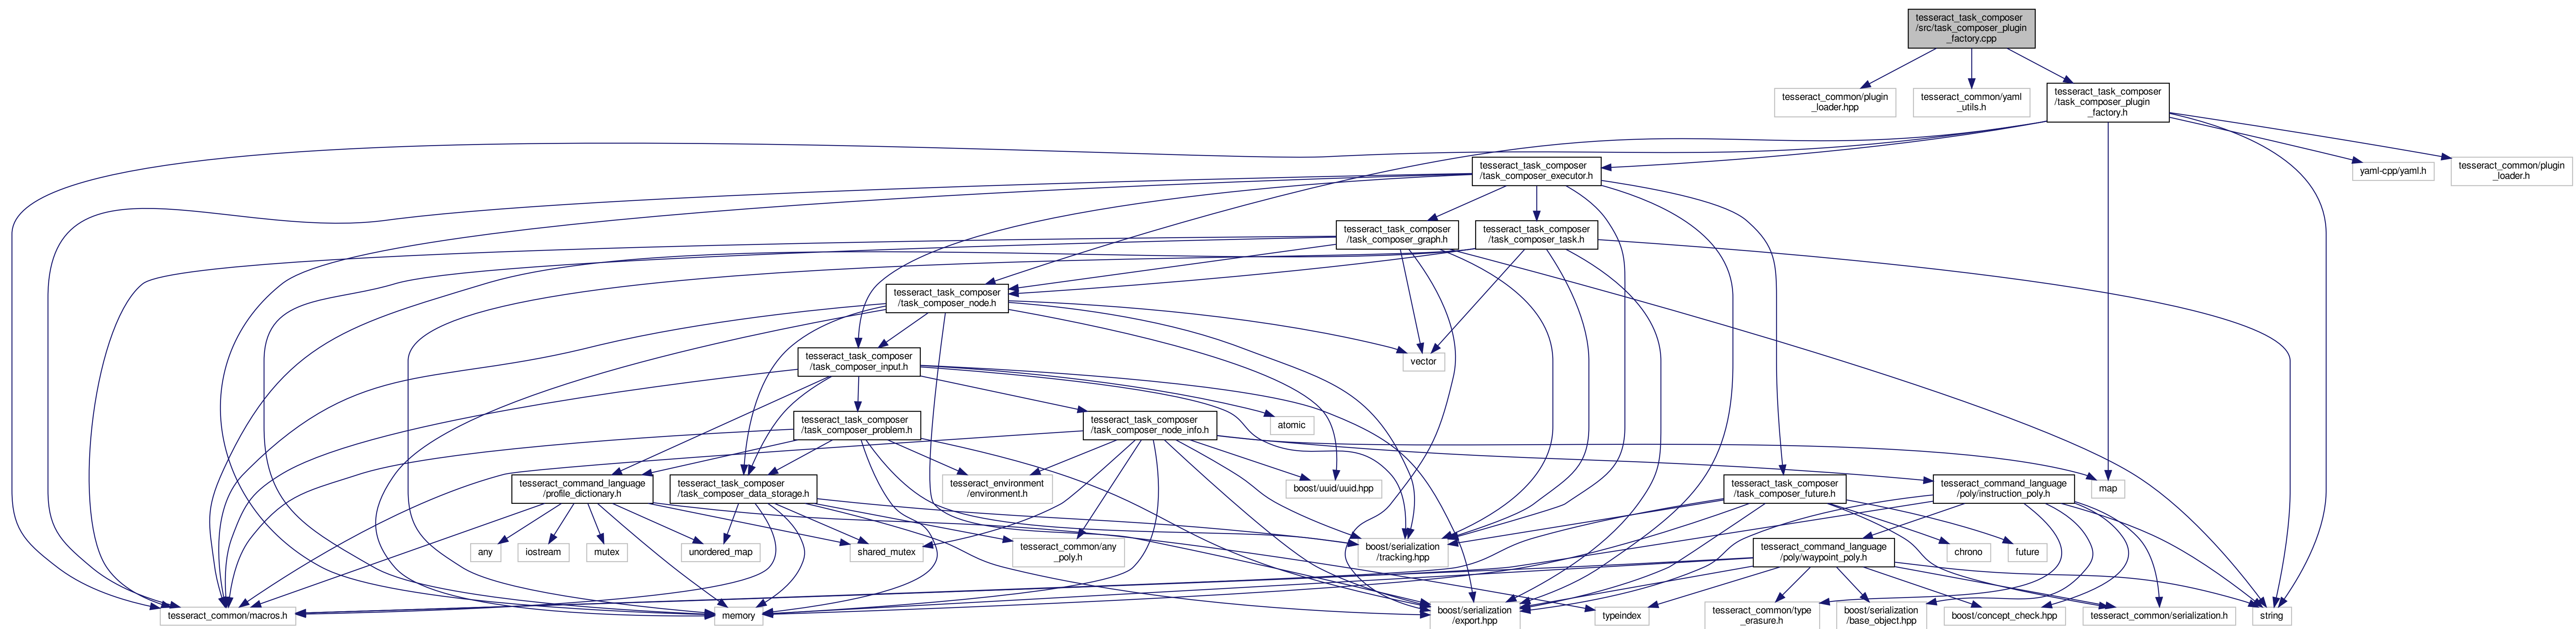 tesseract_task_composer
/src/task_composer_plugin
_factory.cpp
tesseract_common/plugin
_loader.hpp
tesseract_common/yaml
_utils.h
tesseract_task_composer
/task_composer_plugin
_factory.h
tesseract_task_composer
/task_composer_executor.h
yaml-cpp/yaml.h
tesseract_common/plugin
_loader.h
tesseract_task_composer
/task_composer_graph.h
tesseract_task_composer
/task_composer_task.h
tesseract_task_composer
/task_composer_node.h
tesseract_task_composer
/task_composer_input.h
vector
tesseract_task_composer
/task_composer_problem.h
tesseract_task_composer
/task_composer_node_info.h
atomic
tesseract_command_language
/profile_dictionary.h
tesseract_task_composer
/task_composer_data_storage.h
tesseract_environment
/environment.h
boost/uuid/uuid.hpp
tesseract_task_composer
/task_composer_future.h
tesseract_command_language
/poly/instruction_poly.h
map
any
iostream
mutex
unordered_map
shared_mutex
tesseract_common/any
_poly.h
boost/serialization
/tracking.hpp
tesseract_command_language
/poly/waypoint_poly.h
chrono
future
tesseract_common/macros.h
memory
boost/serialization
/export.hpp
typeindex
tesseract_common/type
_erasure.h
boost/serialization
/base_object.hpp
boost/concept_check.hpp
tesseract_common/serialization.h
string